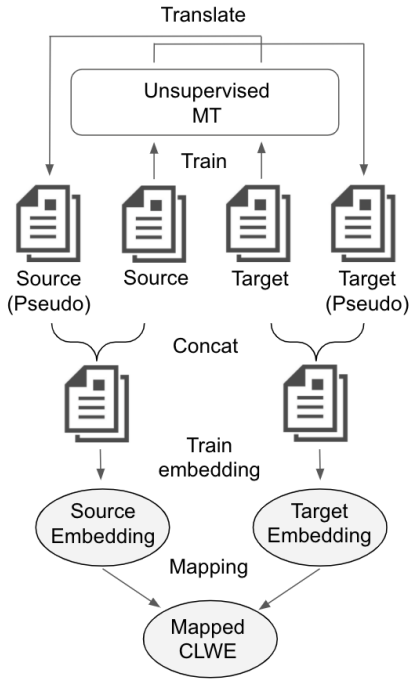 Translate
Unsupervised
MT
Train
Source
(Pseudo)
Source
Target
Target
(Pseudo)
Concat
Train
embedding
Source
Embedding
Target
Embedding
Mapping
Mapped
CLWE